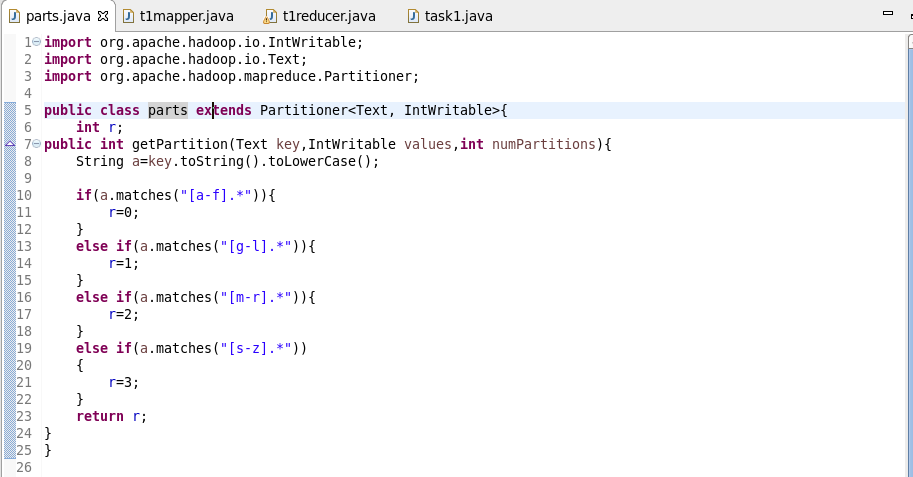 parts.java t1mapper.java t1reducer.java task1.java
1 import org.apache.hadoop.io.IntWritable;
2 import org.apache.hadoop.io.Text;
3 import org.apache.hadoop.mapreduce.Partitioner;
4
5 public class parts extends Partitioner<Text, IntWritable>{
6     int r;
7 public int getPartition(Text key,IntWritable values,int numPartitions){
8     String a=key.toString().toLowerCase();
9
10     if(a.matches("[a-f].*")){
11         r=0;
12     }
13     else if(a.matches("[g-l].*")){
14         r=1;
15     }
16     else if(a.matches("[m-r].*")){
17         r=2;
18     }
19     else if(a.matches("[s-z].*"))
20     {
21         r=3;
22     }
23     return r;
24 }
25 }
26